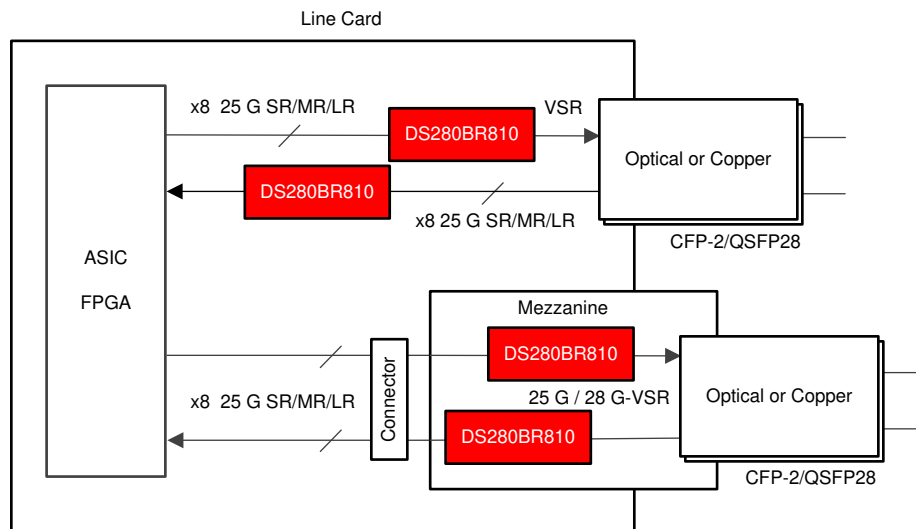 Line Card
x8 25 G SR/MR/LR
DS280BR810
VSR
Optical or Copper
DS280BR810
x8 25 G SR/MR/LR
CFP-2/QSFP28
ASIC
FPGA
Mezzanine
DS280BR810
Connector
x8 25 G SR/MR/LR
25 G / 28 G-VSR
Optical or Copper
DS280BR810
CFP-2/QSFP28